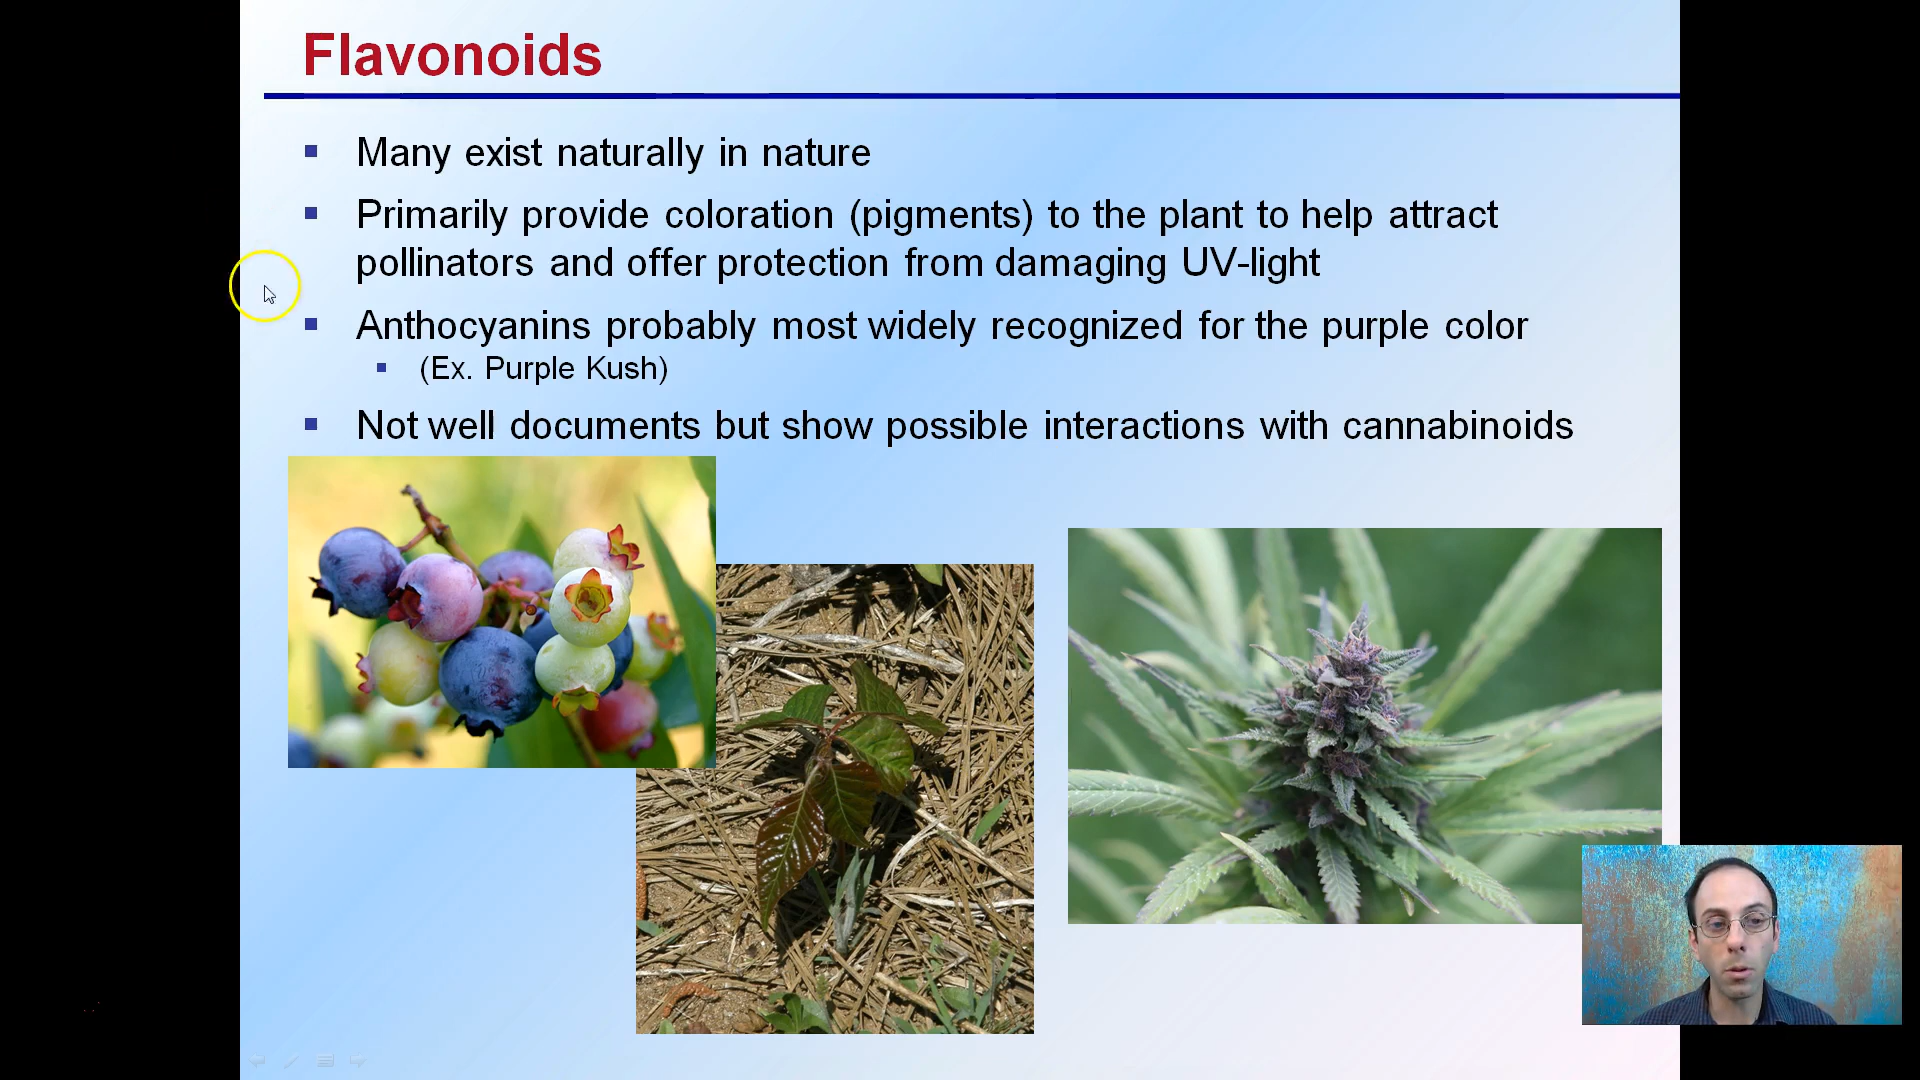 Flavonoids
Many exist naturally in nature
Primarily provide coloration (pigments) to the plant to help attract
pollinators and offer protection from damaging UV-light
Anthocyanins probably most widely recognized for the purple color
(Ex. Purple Kush)
Not well documents but show possible interactions with cannabinoids